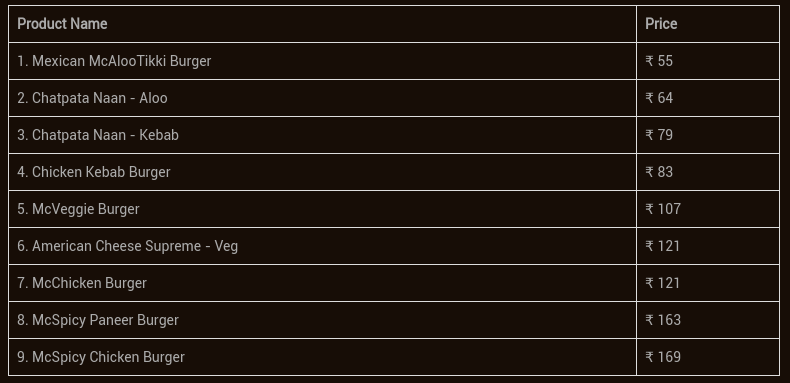 Product Name Price
1. Mexican McAlooTikki Burger ₹ 55
2. Chatpata Naan - Aloo ₹ 64
3. Chatpata Naan - Kebab ₹ 79
4. Chicken Kebab Burger ₹ 83
5. McVeggie Burger ₹ 107
6. American Cheese Supreme - Veg ₹ 121
7. McChicken Burger ₹ 121
8. McSpicy Paneer Burger ₹ 163
9. McSpicy Chicken Burger ₹ 169